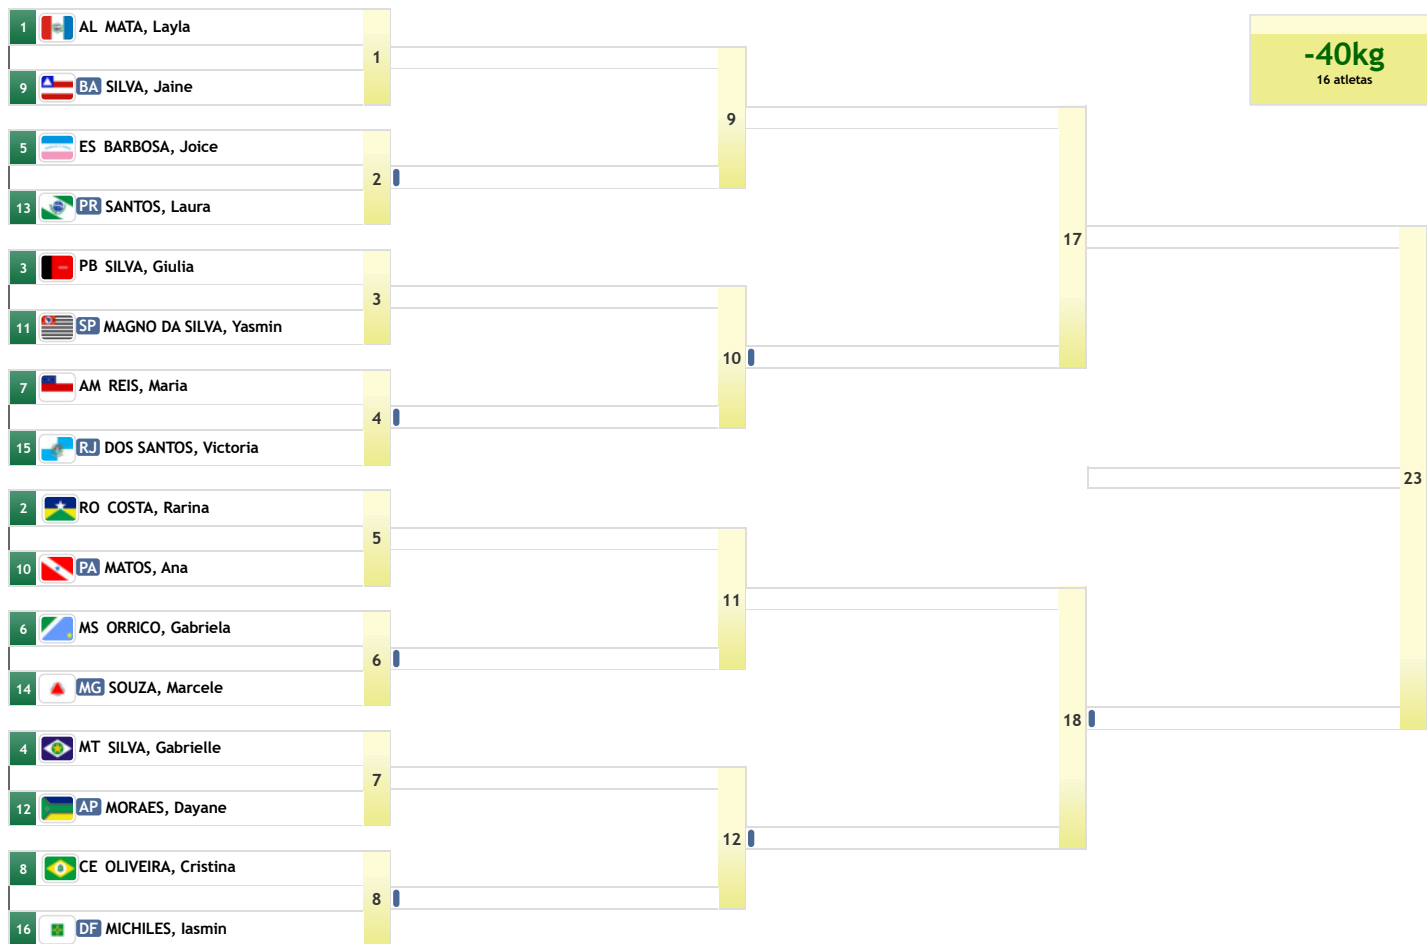 1 AL MATA, Layla
1
9 BA SILVA, Jaine
5 ES BARBOSA, Joice
2
13 PR SANTOS, Laura
3 PB SILVA, Giulia
3
11 SP MAGNO DA SILVA, Yasmin
7 AM REIS, Maria
4
15 RJ DOS SANTOS, Victoria
2 RO COSTA, Rarina
5
10 PA MATOS, Ana
6 MS ORRICO, Gabriela
6
14 MG SOUZA, Marcele
4 MT SILVA, Gabrielle
7
12 AP MORAES, Dayane
8 CE OLIVEIRA, Cristina
8
16 DF MICHILES, Iasmin
9
10
11
12
17
18
23
-40kg
16 atletas